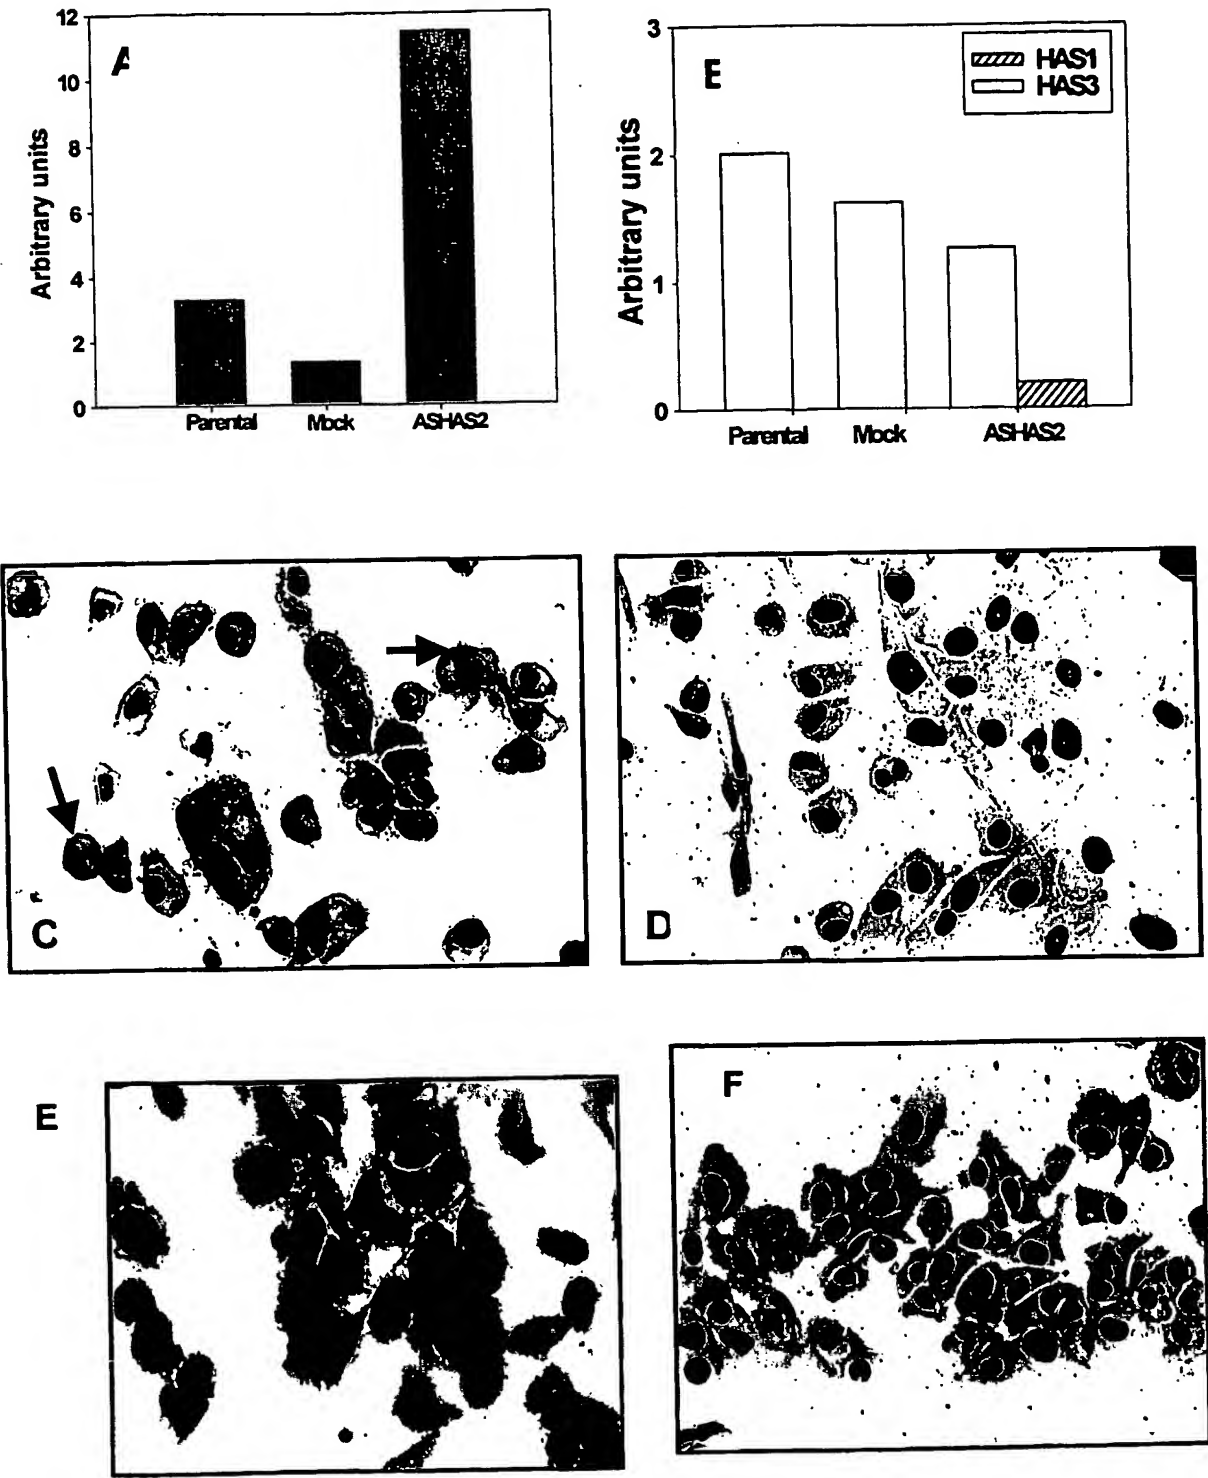 A
12
10
8
6
4
2
0
Arbitrary units
Parental Mock ASHAS2
E
3
2
1
0
Arbitrary units
HAS1
HAS3
Parental Mock ASHAS2
C
D
E
F